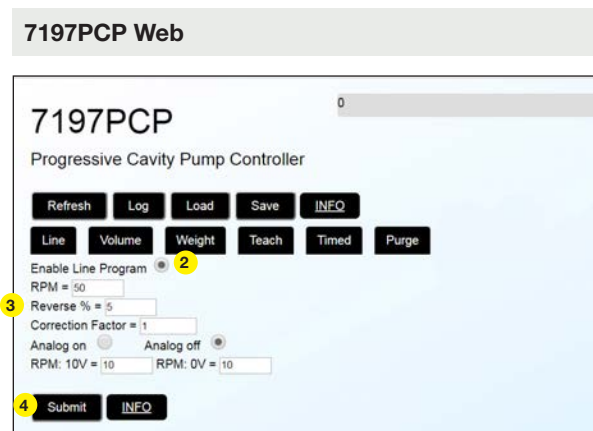 7197PCP Web
0
7197PCP
Progressive Cavity Pump Controller
Refresh Log Load Save INFO
Line Volume Weight Teach Timed Purge
Enable Line Program 2
RPM = 50
3 Reverse % = 5
Correction Factor = 1
Analog on Analog off
RPM: 10V = 10 RPM: 0V = 10
4 Submit INFO